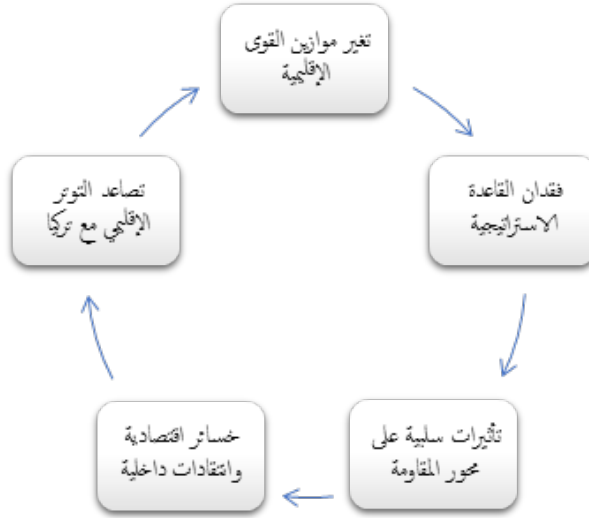 تغير موازين القوى
الإقليمية
فقدان القاعدة
الاستراتيجية
تأثيرات سلبية على
محور المقاومة
خسائر اقتصادية
وانتقادات داخلية
تصاعد التوتر
الإقليمي مع تركيا